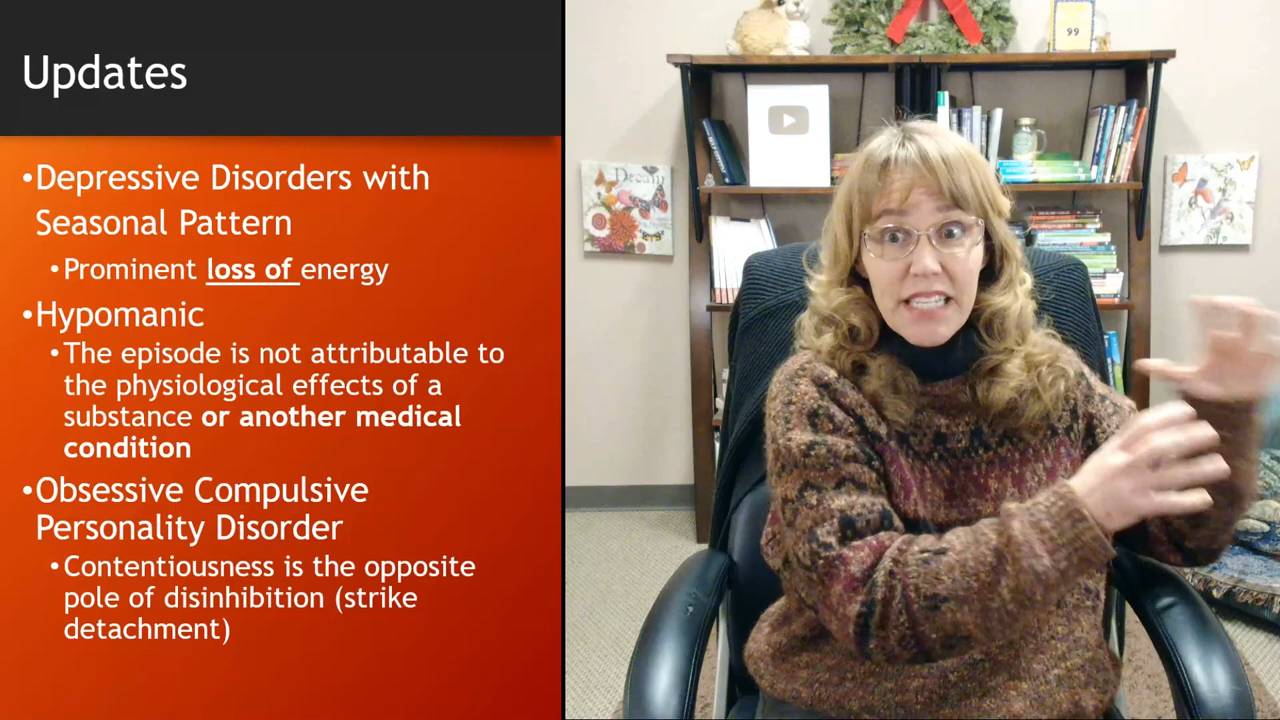 Updates
•Depressive Disorders with
Seasonal Pattern
•Prominent loss of energy
•Hypomanic
•The episode is not attributable to
the physiological effects of a
substance or another medical
condition
•Obsessive Compulsive
Personality Disorder
•Contentiousness is the opposite
pole of disinhibition (strike
detachment)
99
Dream